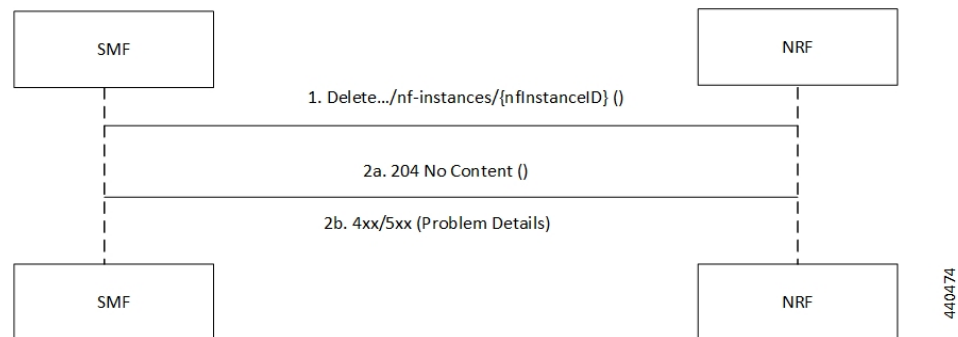 SMF
NRF
1. Delete.../nf-instances/{nfInstanceID} ()
2a. 204 No Content ()
2b. 4xx/5xx (Problem Details)
SMF
NRF
440474